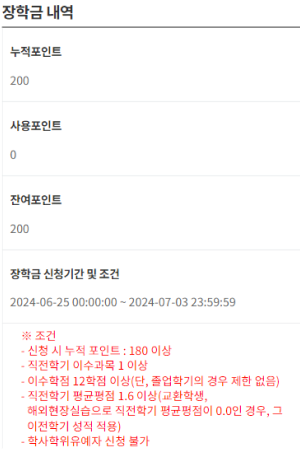 장학금 내역
누적포인트
200
사용포인트
0
잔여포인트
200
장학금 신청기간 및 조건
2024-06-25 00:00:00 ~ 2024-07-03 23:59:59
※ 조건
- 신청 시 누적 포인트 : 180 이상
- 직전학기 이수과목 1 이상
- 이수학점 12학점 이상(단, 졸업학기의 경우 제한 없음)
- 직전학기 평균평점 1.6 이상(교환학생,
해외현장실습으로 직전학기 평균평점이 0.0인 경우, 그
이전학기 성적 적용)
- 학사학위유예자 신청 불가